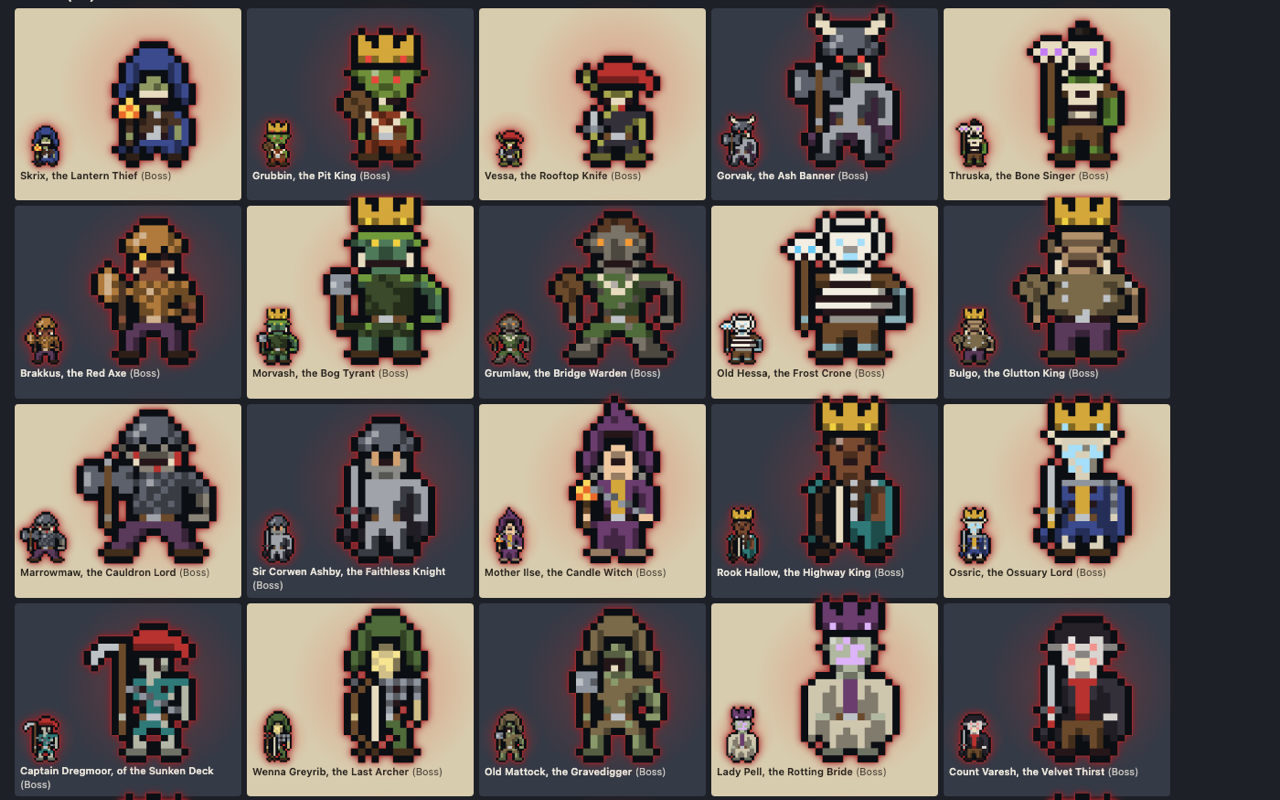 Skrix, the Lantern Thief (Boss)
Grubbin, the Pit King (Boss)
Vessa, the Rooftop Knife (Boss)
Gorvak, the Ash Banner (Boss)
Thruska, the Bone Singer (Boss)
Brakkus, the Red Axe (Boss)
Morvash, the Bog Tyrant (Boss)
Grumlaw, the Bridge Warden (Boss)
Old Hessa, the Frost Crone (Boss)
Bulgo, the Glutton King (Boss)
Marrowmaw, the Cauldron Lord (Boss)
Sir Corwen Ashby, the Faithless Knight
(Boss)
Mother Ilse, the Candle Witch (Boss)
Rook Hallow, the Highway King (Boss)
Ossric, the Ossuary Lord (Boss)
Captain Dregmoor, of the Sunken Deck
(Boss)
Wenna Greyrib, the Last Archer (Boss)
Old Mattock, the Gravedigger (Boss)
Lady Pell, the Rotting Bride (Boss)
Count Varesh, the Velvet Thirst (Boss)